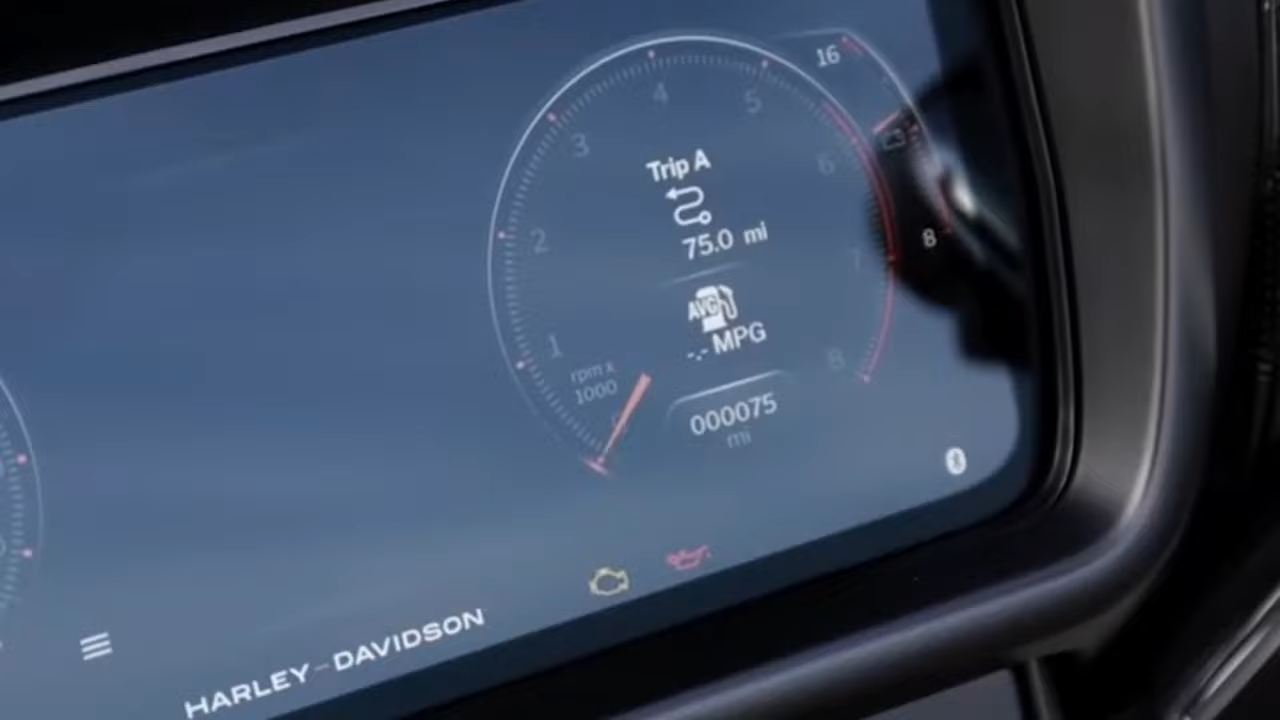 16
4
5
3
6
Trip A
2
75.0 mi
8
7
AVG
1
-.- MPG
8
rpm x
1000
0
000075
mi
HARLEY-DAVIDSON